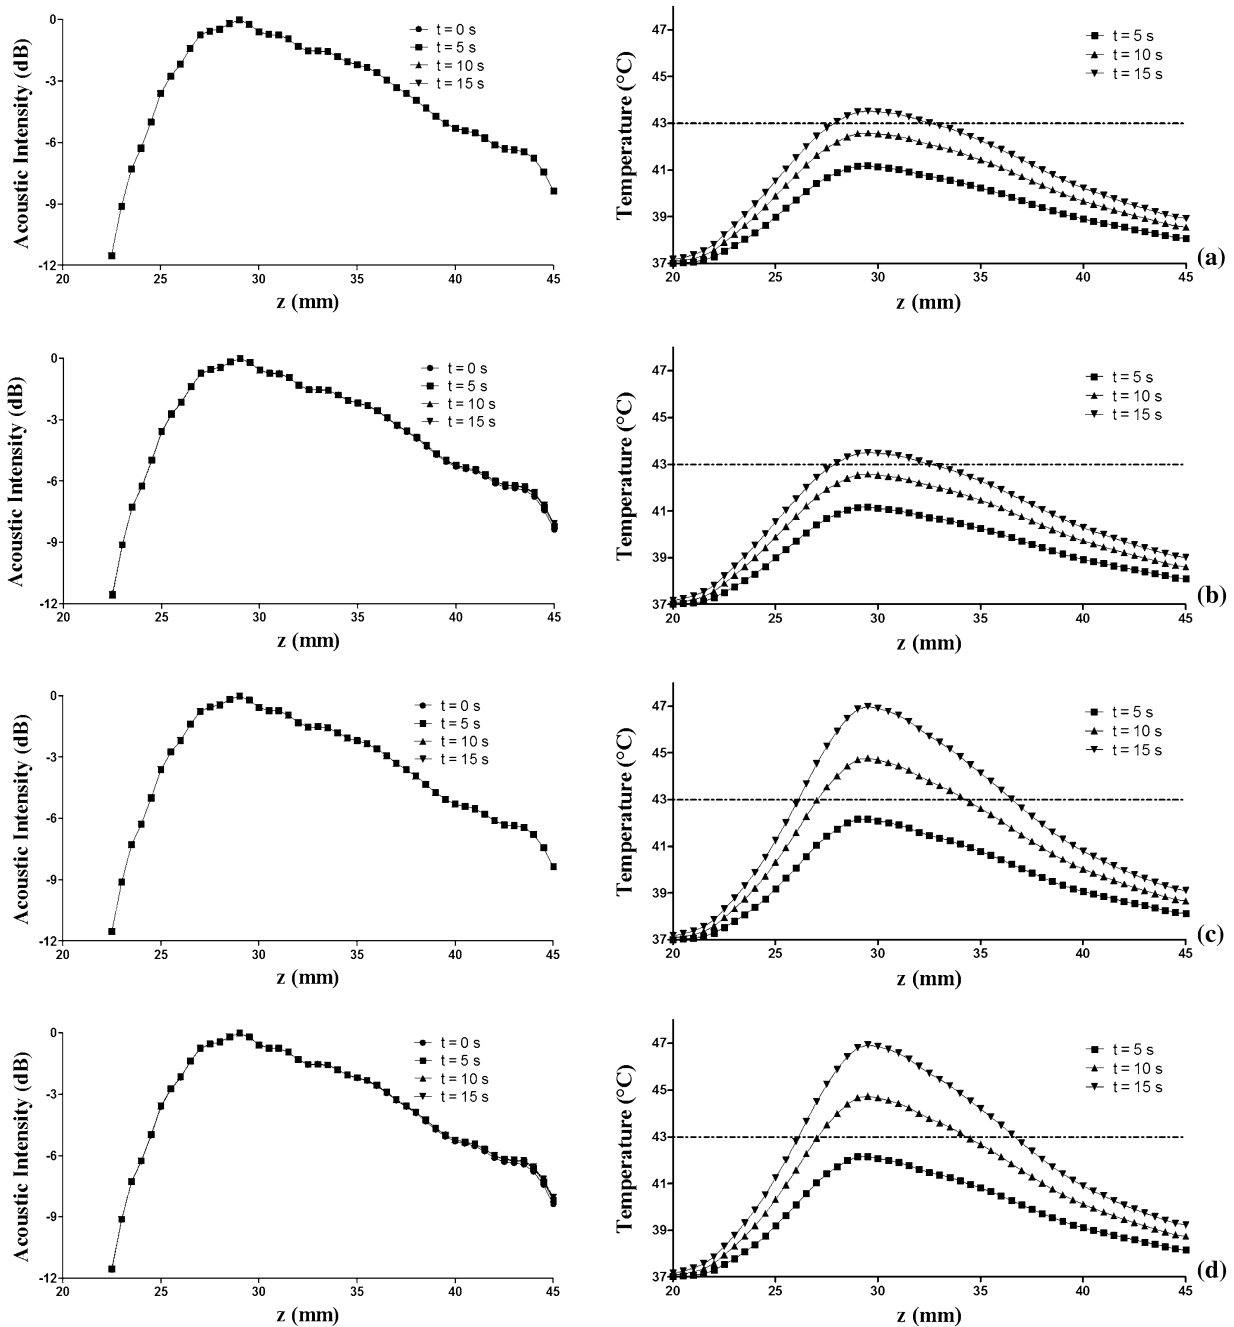 Acoustic Intensity (dB)
0
-3
-6
-9
-12
20 25 30 35 40 45
z (mm)
t = 0 s
t = 5 s
t = 10 s
t = 15 s
Temperature (°C)
47
45
43
41
39
37
20 25 30 35 40 45
z (mm)
t = 5 s
t = 10 s
t = 15 s
(a)
Acoustic Intensity (dB)
0
-3
-6
-9
-12
20 25 30 35 40 45
z (mm)
t = 0 s
t = 5 s
t = 10 s
t = 15 s
Temperature (°C)
47
45
43
41
39
37
20 25 30 35 40 45
z (mm)
t = 5 s
t = 10 s
t = 15 s
(b)
Acoustic Intensity (dB)
0
-3
-6
-9
-12
20 25 30 35 40 45
z (mm)
t = 0 s
t = 5 s
t = 10 s
t = 15 s
Temperature (°C)
47
45
43
41
39
37
20 25 30 35 40 45
z (mm)
t = 5 s
t = 10 s
t = 15 s
(c)
Acoustic Intensity (dB)
0
-3
-6
-9
-12
20 25 30 35 40 45
z (mm)
t = 0 s
t = 5 s
t = 10 s
t = 15 s
Temperature (°C)
47
45
43
41
39
37
20 25 30 35 40 45
z (mm)
t = 5 s
t = 10 s
t = 15 s
(d)